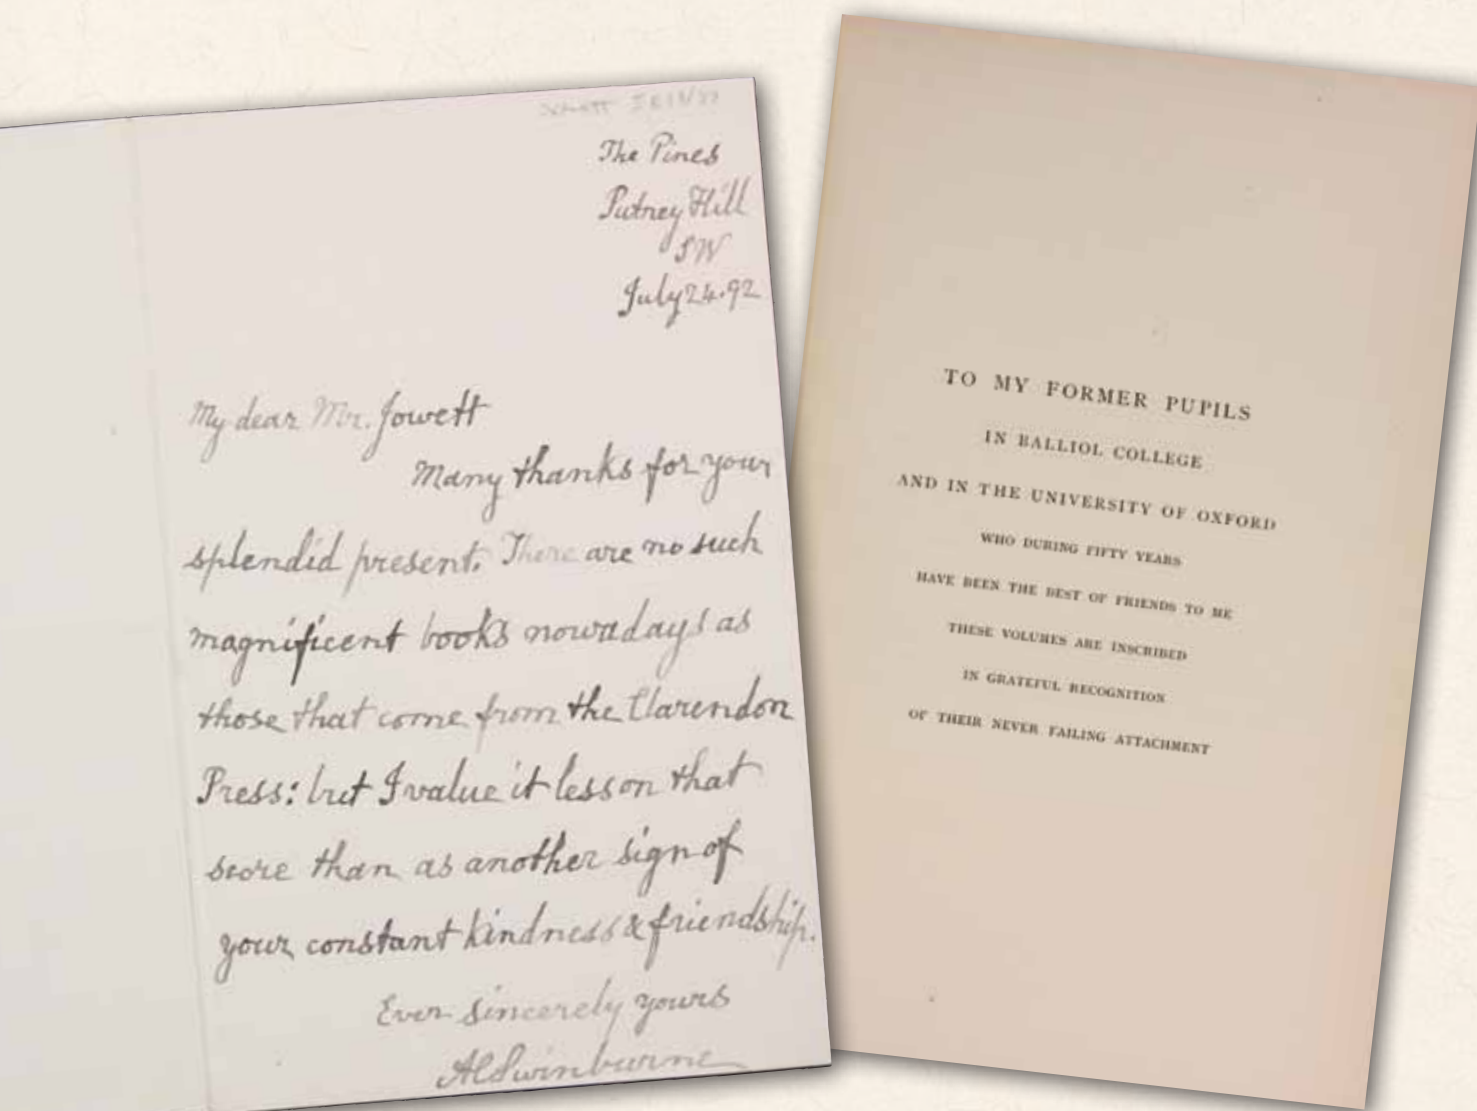 The Pines
Putney Hill
SW
July 24.92
My dear Mr. Jowett
Many thanks for your
splendid present. There are no such
magnificent books nowadays as
those that come from the Clarendon
Press: but I value it less on that
score than as another sign of
your constant kindness & friendship.
Ever sincerely yours
ACSwinburne
TO MY FORMER PUPILS
IN BALLIOL COLLEGE
AND IN THE UNIVERSITY OF OXFORD
WHO DURING FIFTY YEARS
HAVE BEEN THE BEST OF FRIENDS TO ME
THESE VOLUMES ARE INSCRIBED
IN GRATEFUL RECOGNITION
OF THEIR NEVER FAILING ATTACHMENT